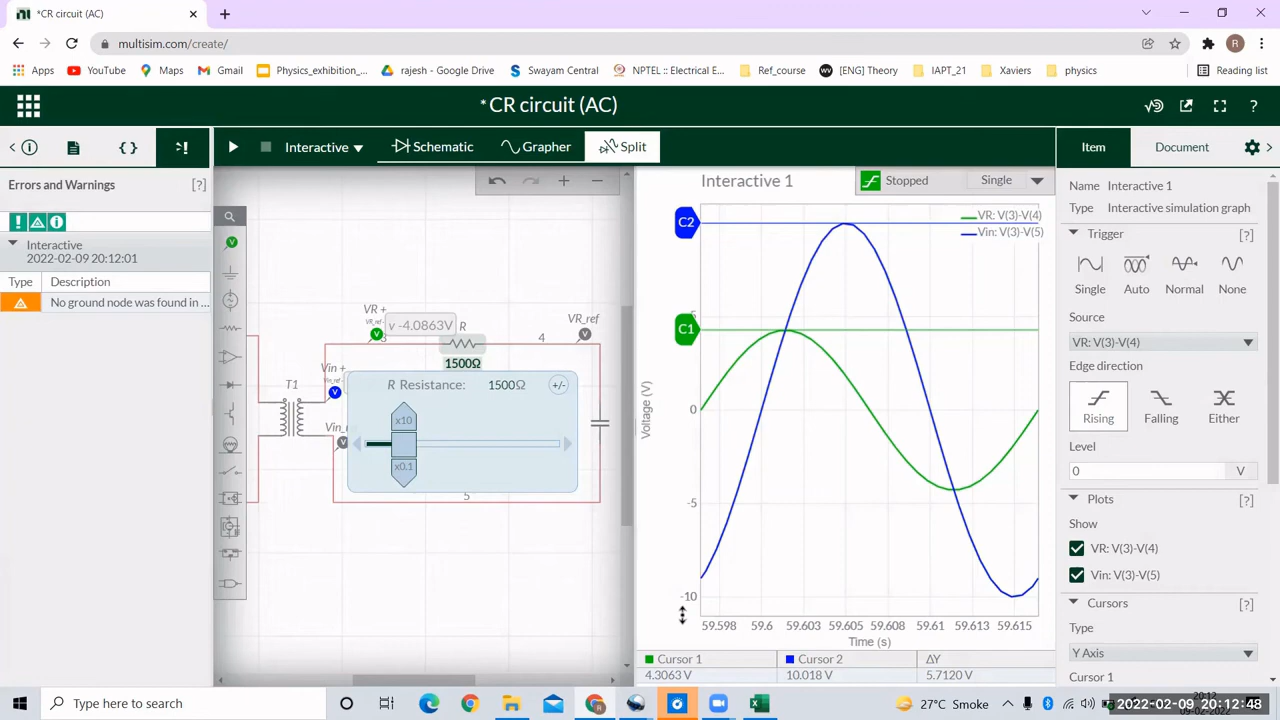 *CR circuit (AC)
multisim.com/create/
R
Apps
YouTube
Maps
Gmail
Physics_exhibition_...
rajesh - Google Drive
Swayam Central
NPTEL :: Electrical E...
Ref_course
[ENG] Theory
IAPT_21
Xaviers
physics
Reading list
*CR circuit (AC)
?
Interactive
Schematic
Grapher
Split
Item
Document
Errors and Warnings
[?]
Interactive
2022-02-09 20:12:01
Type
Description
No ground node was found in ...
VR +
VR_ref-
v -4.0863V
R
4
VR_ref
1500Ω
T1
Vin +
R Resistance:
1500Ω
+/-
x10
x0.1
5
Interactive 1
Stopped
Single
VR: V(3)-V(4)
Vin: V(3)-V(5)
C2
C1
0
-5
-10
Voltage (V)
59.598
59.6
59.603
59.605
59.608
59.61
59.613
59.615
Time (s)
Cursor 1
Cursor 2
ΔY
4.3063 V
10.018 V
5.7120 V
Name
Interactive 1
Type
Interactive simulation graph
Trigger
[?]
Single
Auto
Normal
None
Source
VR: V(3)-V(4)
Edge direction
Rising
Falling
Either
Level
0
V
Plots
[?]
Show
VR: V(3)-V(4)
Vin: V(3)-V(5)
Cursors
[?]
Type
Y Axis
Cursor 1
Type here to search
27°C Smoke
20:12
2022-02-09 20:12:48